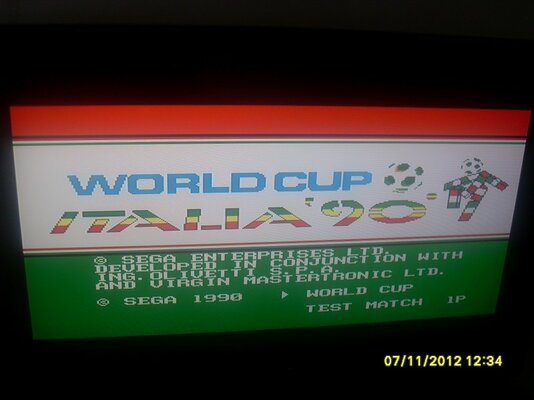 WORLD CUP
ITALIA '90
© SEGA ENTERPRISES LTD.
DEVELOPED IN CONJUNCTION WITH
ING. OLIVETTI S.P.A.
AND VIRGIN MASTERTRONIC LTD.
© SEGA 1990 ▶ WORLD CUP
TEST MATCH 1P
07/11/2012 12:34